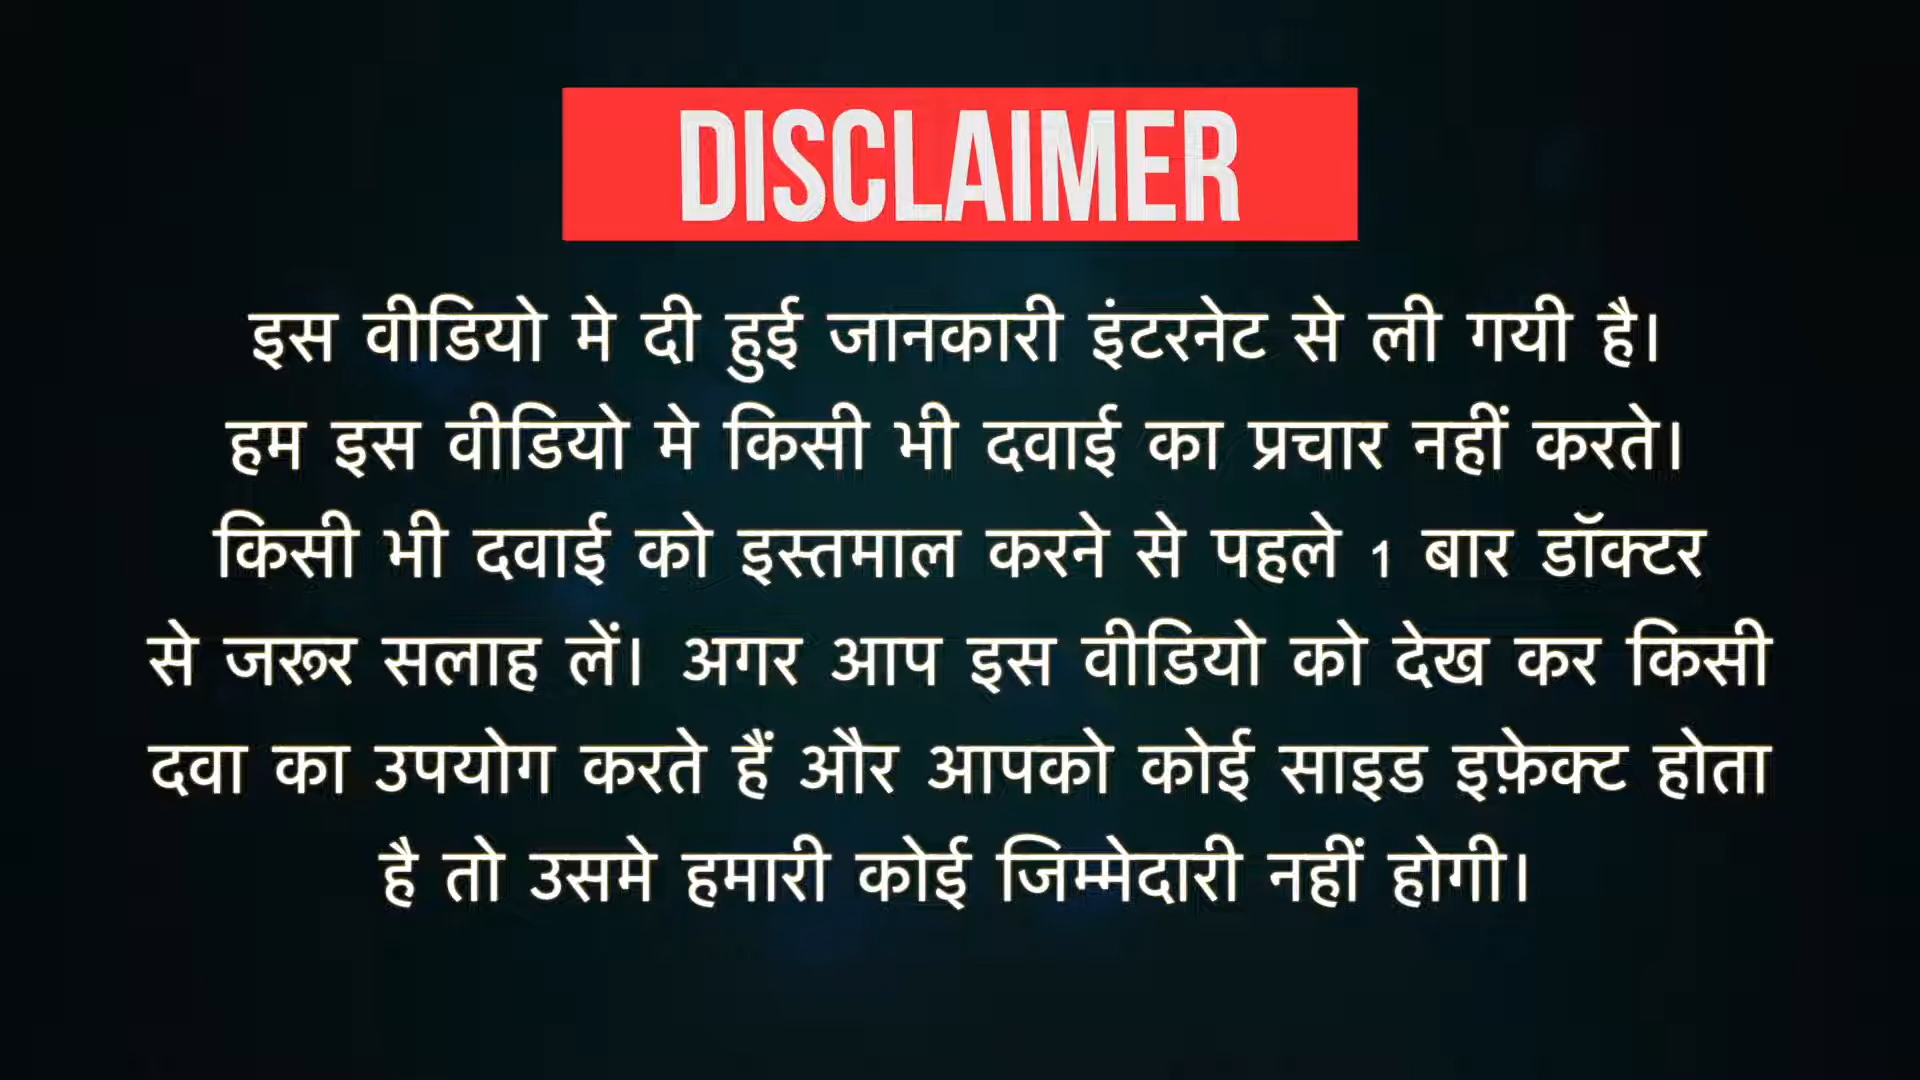 DISCLAIMER
इस वीडियो मे दी हुई जानकारी इंटरनेट से ली गयी है।
हम इस वीडियो मे किसी भी दवाई का प्रचार नहीं करते।
किसी भी दवाई को इस्तमाल करने से पहले 1 बार डॉक्टर
से जरूर सलाह लें। अगर आप इस वीडियो को देख कर किसी
दवा का उपयोग करते हैं और आपको कोई साइड इफ़ेक्ट होता
है तो उसमे हमारी कोई जिम्मेदारी नहीं होगी।